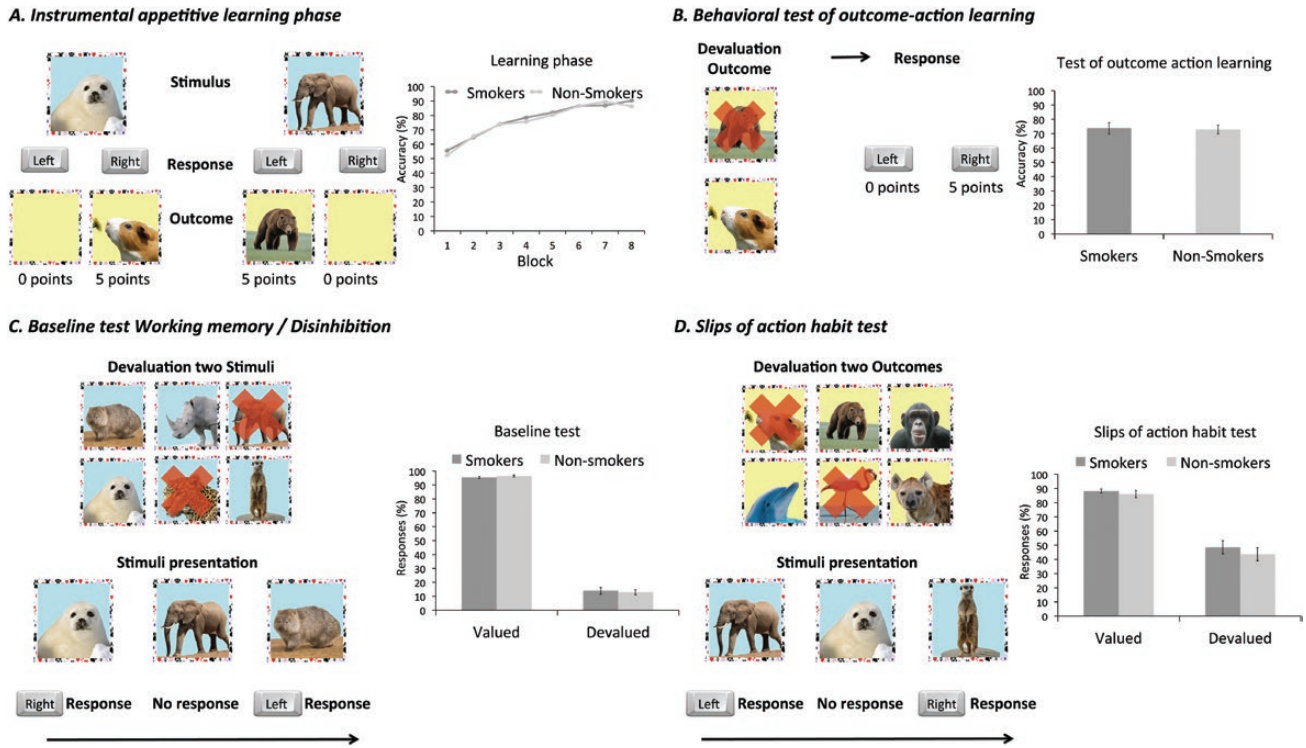 A. Instrumental appetitive learning phase
Stimulus
Left Right Response Left Right
Outcome
0 points 5 points 5 points 0 points
Learning phase
Smokers Non-Smokers
Accuracy (%)
100
90
80
70
60
50
40
30
20
10
0
1 2 3 4 5 6 7 8
Block
B. Behavioral test of outcome-action learning
Devaluation
Outcome
Response
Left Right
0 points 5 points
Test of outcome action learning
Accuracy (%)
100
90
80
70
60
50
40
30
20
10
0
Smokers Non-Smokers
C. Baseline test Working memory / Disinhibition
Devaluation two Stimuli
Stimuli presentation
Right Response No response Left Response
Baseline test
Smokers Non-smokers
Responses (%)
100
90
80
70
60
50
40
30
20
10
0
Valued Devalued
D. Slips of action habit test
Devaluation two Outcomes
Stimuli presentation
Left Response No response Right Response
Slips of action habit test
Smokers Non-smokers
Responses (%)
100
90
80
70
60
50
40
30
20
10
0
Valued Devalued